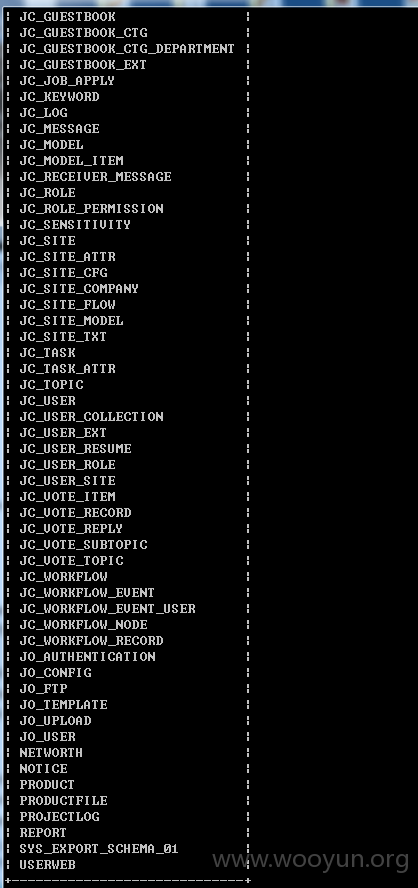 | JC_GUESTBOOK |
| JC_GUESTBOOK_CTG |
| JC_GUESTBOOK_CTG_DEPARTMENT |
| JC_GUESTBOOK_EXT |
| JC_JOB_APPLY |
| JC_KEYWORD |
| JC_LOG |
| JC_MESSAGE |
| JC_MODEL |
| JC_MODEL_ITEM |
| JC_RECEIVER_MESSAGE |
| JC_ROLE |
| JC_ROLE_PERMISSION |
| JC_SENSITIVITY |
| JC_SITE |
| JC_SITE_ATTR |
| JC_SITE_CFG |
| JC_SITE_COMPANY |
| JC_SITE_FLOW |
| JC_SITE_MODEL |
| JC_SITE_TXT |
| JC_TASK |
| JC_TASK_ATTR |
| JC_TOPIC |
| JC_USER |
| JC_USER_COLLECTION |
| JC_USER_EXT |
| JC_USER_RESUME |
| JC_USER_ROLE |
| JC_USER_SITE |
| JC_VOTE_ITEM |
| JC_VOTE_RECORD |
| JC_VOTE_REPLY |
| JC_VOTE_SUBTOPIC |
| JC_VOTE_TOPIC |
| JC_WORKFLOW |
| JC_WORKFLOW_EVENT |
| JC_WORKFLOW_EVENT_USER |
| JC_WORKFLOW_NODE |
| JC_WORKFLOW_RECORD |
| JO_AUTHENTICATION |
| JO_CONFIG |
| JO_FTP |
| JO_TEMPLATE |
| JO_UPLOAD |
| JO_USER |
| NETWORTH |
| NOTICE |
| PRODUCT |
| PRODUCTFILE |
| PROJECTLOG |
| REPORT |
| SYS_EXPORT_SCHEMA_01 |
| USERWEB |
+-----------------------------+
www.wooyun.org